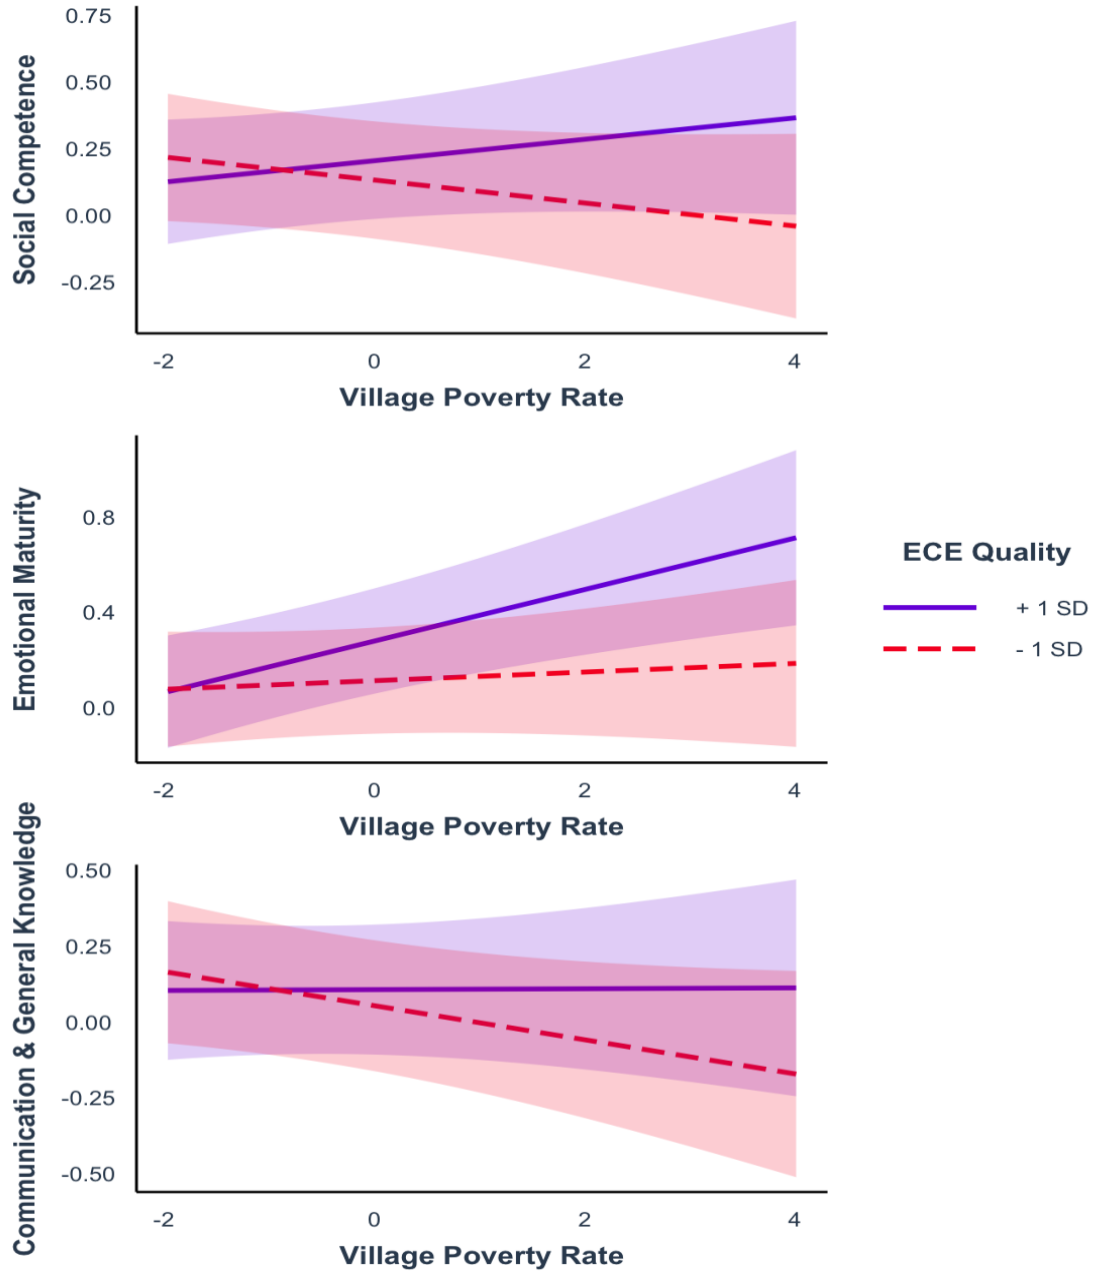 Social Competence
0.75
0.50
0.25
0.00
-0.25
-2 0 2 4
Village Poverty Rate
Emotional Maturity
0.8
0.4
0.0
-2 0 2 4
Village Poverty Rate
ECE Quality
+ 1 SD
- 1 SD
Communication & General Knowledge
0.50
0.25
0.00
-0.25
-0.50
-2 0 2 4
Village Poverty Rate